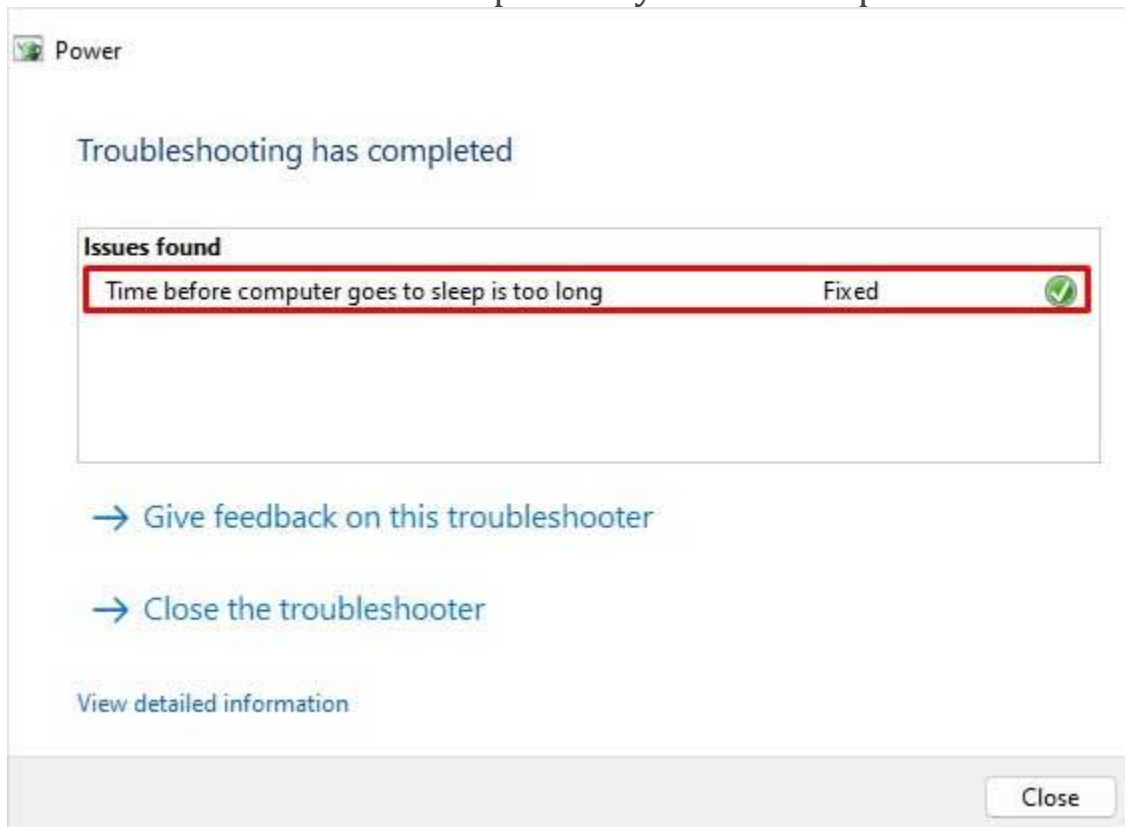 Power
Troubleshooting has completed
Issues found
Time before computer goes to sleep is too long Fixed
→ Give feedback on this troubleshooter
→ Close the troubleshooter
View detailed information
Close